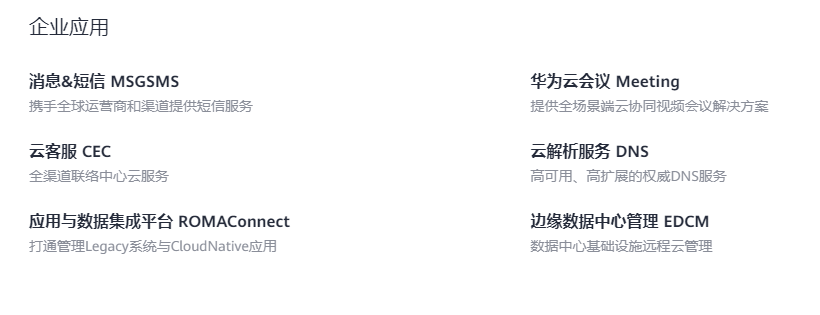 企业应用
消息&短信 MSGSMS
携手全球运营商和渠道提供短信服务
华为云会议 Meeting
提供全场景端云协同视频会议解决方案
云客服 CEC
全渠道联络中心云服务
云解析服务 DNS
高可用、高扩展的权威DNS服务
应用与数据集成平台 ROMAConnect
打通管理Legacy系统与CloudNative应用
边缘数据中心管理 EDCM
数据中心基础设施远程云管理